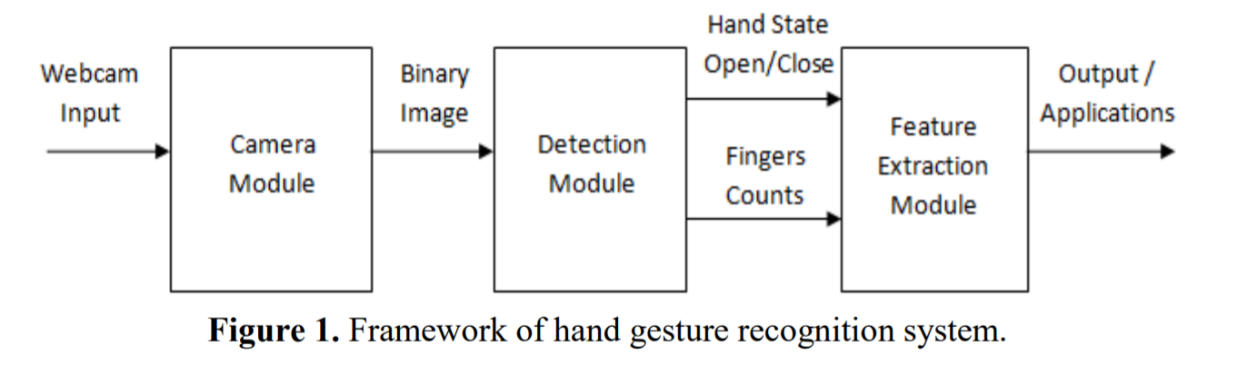 Webcam
Input
Camera
Module
Binary
Image
Detection
Module
Hand State
Open/Close
Fingers
Counts
Feature
Extraction
Module
Output /
Applications
Figure 1. Framework of hand gesture recognition system.